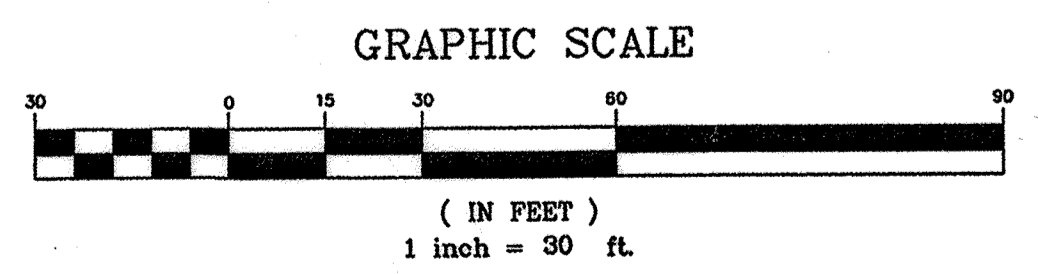 GRAPHIC SCALE
30 0 15 30 60 90
( IN FEET )
1 inch = 30 ft.